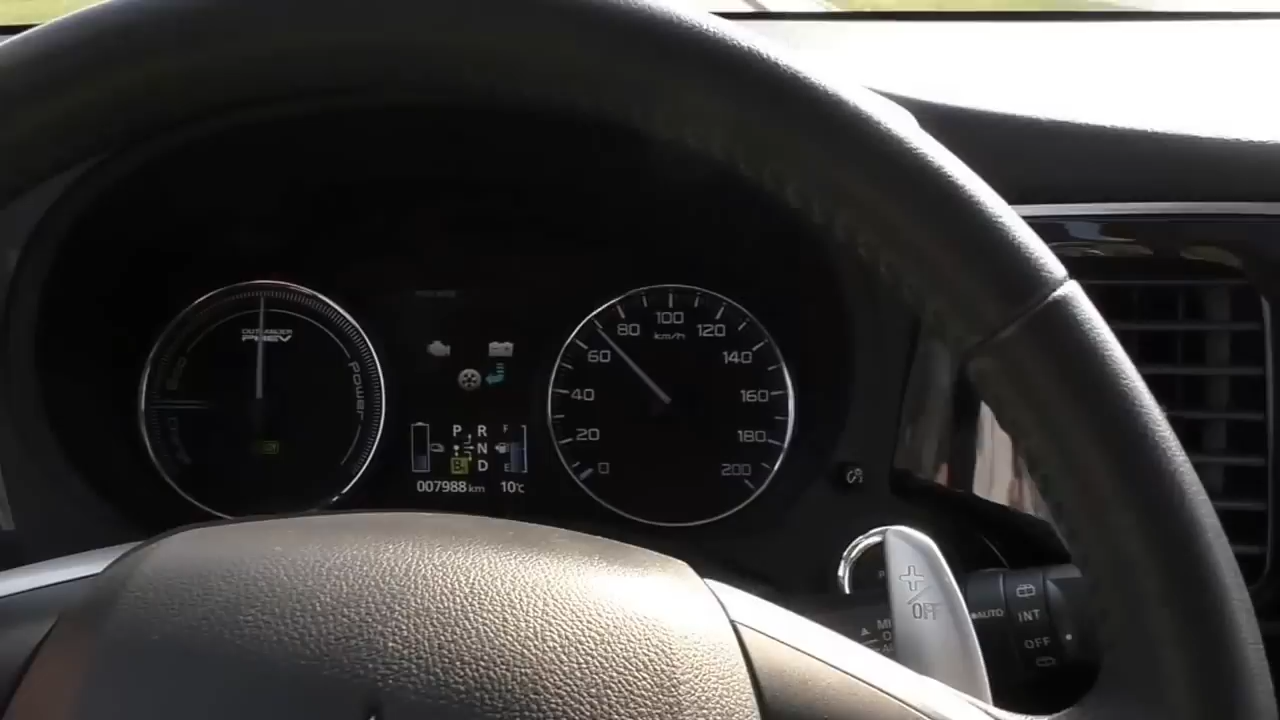 OUTLANDER
PHEV
Power
100
80
120
km/h
60
140
40
160
20
180
0
200
P R
N
B D
F
E
007988 km 10℃
+
OFF
AUTO
INT
OFF